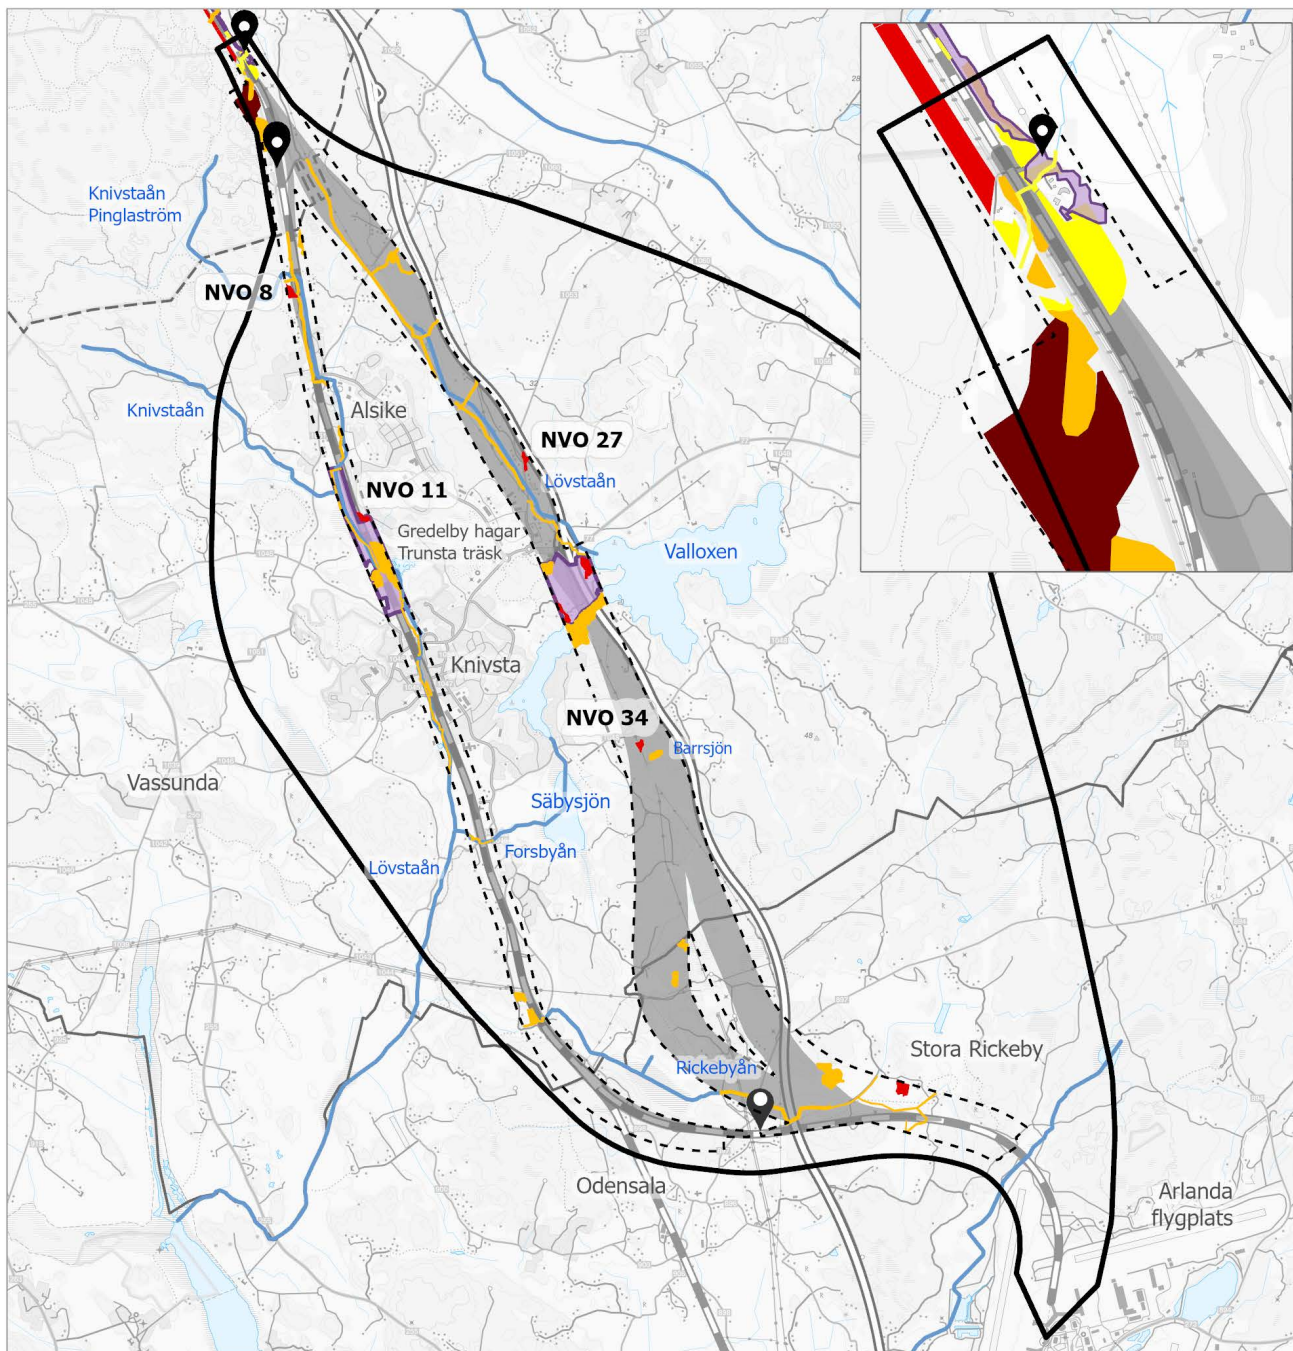 Knivstaån
Pinglaström
NVO 8
Knivstaån
Alsike
NVO 27
Lövstaån
NVO 11
Gredelby hagar
Trunsta träsk
Valloxen
Knivsta
NVO 34
Barrsjön
Vassunda
Säbysjön
Forsbyån
Lövstaån
Stora Rickeby
Rickebyån
Odensala
Arlanda
flygplats